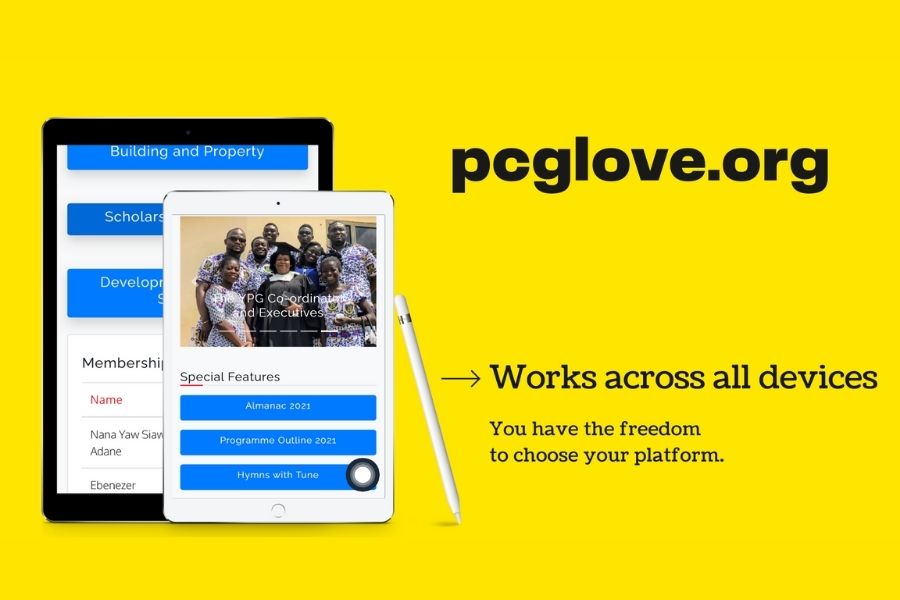 pcglove.org
Building and Property
Scholars
Developm
S
Membership
Name
Nana Yaw Siaw
Adane
Ebenezer
The YPG Co-ordinator
and Executives
Special Features
Almanac 2021
Programme Outline 2021
Hymns with Tune
Works across all devices
You have the freedom
to choose your platform.